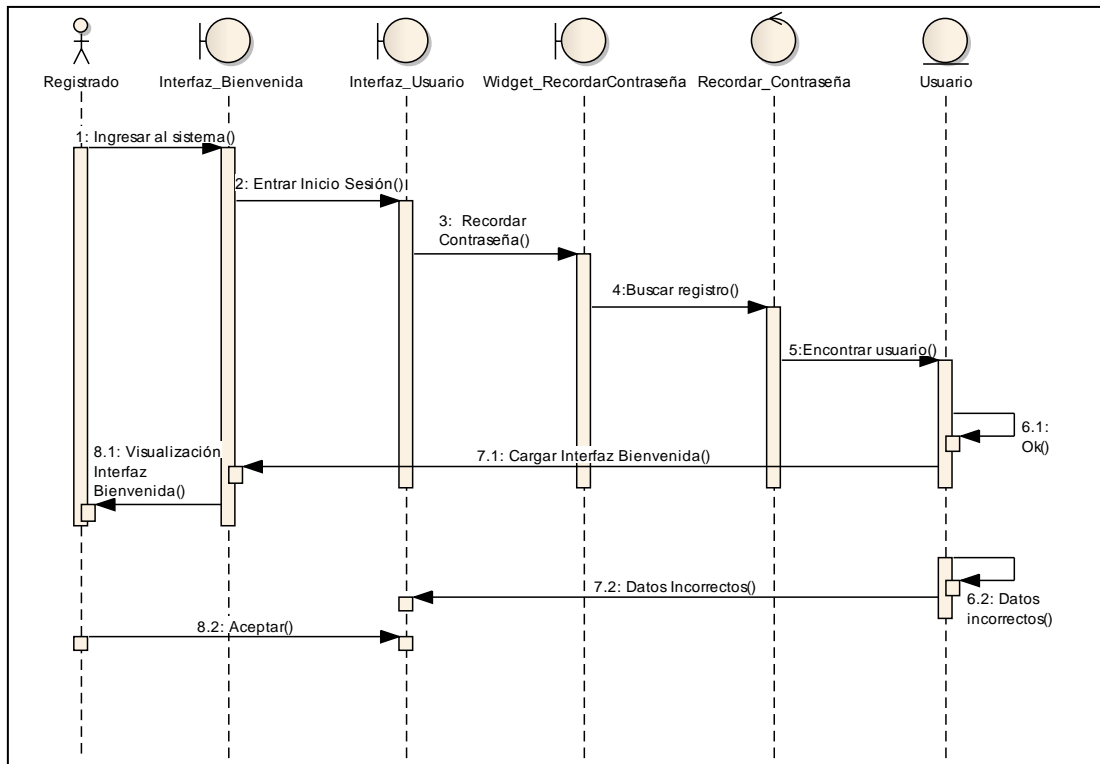 Registrado
Interfaz_Bienvenida
Interfaz_Usuario
Widget_RecordarContraseña
Recordar_Contraseña
Usuario
1: Ingresar al sistema()
2: Entrar Inicio Sesión()
3: Recordar
Contraseña()
4:Buscar registro()
5:Encontrar usuario()
6.1:
Ok()
7.1: Cargar Interfaz Bienvenida()
8.1: Visualización
Interfaz
Bienvenida()
7.2: Datos Incorrectos()
6.2: Datos
incorrectos()
8.2: Aceptar()